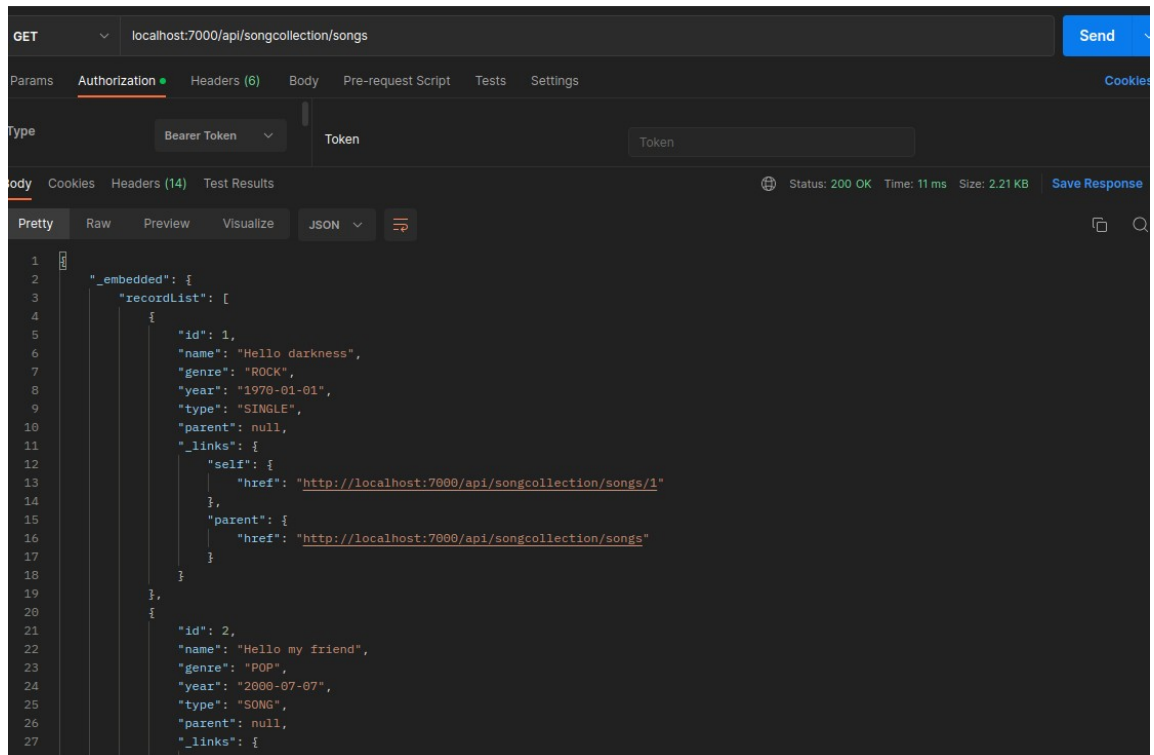 GET localhost:7000/api/songcollection/songs Send
Params Authorization Headers (6) Body Pre-request Script Tests Settings Cookies
Type Bearer Token Token Token
Body Cookies Headers (14) Test Results Status: 200 OK Time: 11 ms Size: 2.21 KB Save Response
Pretty Raw Preview Visualize JSON
1 {
2 "_embedded": {
3 "recordList": [
4 {
5 "id": 1,
6 "name": "Hello darkness",
7 "genre": "ROCK",
8 "year": "1970-01-01",
9 "type": "SINGLE",
10 "parent": null,
11 "_links": {
12 "self": {
13 "href": "http://localhost:7000/api/songcollection/songs/1"
14 },
15 "parent": {
16 "href": "http://localhost:7000/api/songcollection/songs"
17 }
18 }
19 },
20 {
21 "id": 2,
22 "name": "Hello my friend",
23 "genre": "POP",
24 "year": "2000-07-07",
25 "type": "SONG",
26 "parent": null,
27 "_links": {